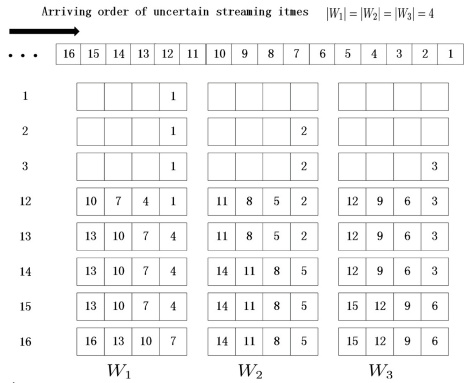 Arriving order of uncertain streaming itmes |W1| = |W2| = |W3| = 4
• • • 16 15 14 13 12 11 10 9 8 7 6 5 4 3 2 1
1 1
2 1 2
3 1 2 3
12 10 7 4 1 11 8 5 2 12 9 6 3
13 13 10 7 4 11 8 5 2 12 9 6 3
14 13 10 7 4 14 11 8 5 12 9 6 3
15 13 10 7 4 14 11 8 5 15 12 9 6
16 16 13 10 7 14 11 8 5 15 12 9 6
W1 W2 W3